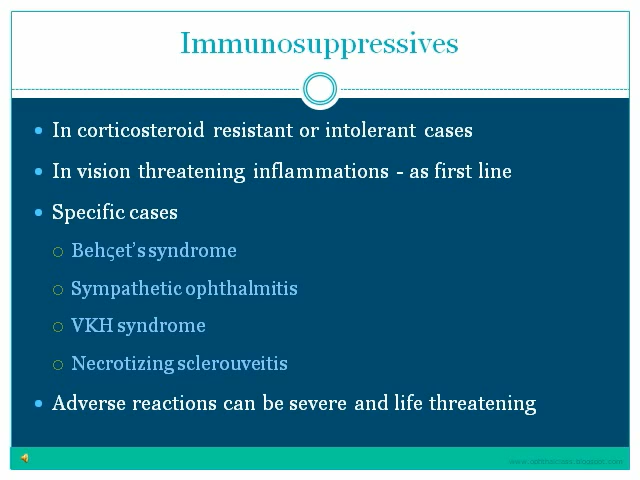 Immunosuppressives
In corticosteroid resistant or intolerant cases
In vision threatening inflammations - as first line
Specific cases
Behçet's syndrome
Sympathetic ophthalmitis
VKH syndrome
Necrotizing sclerouveitis
Adverse reactions can be severe and life threatening